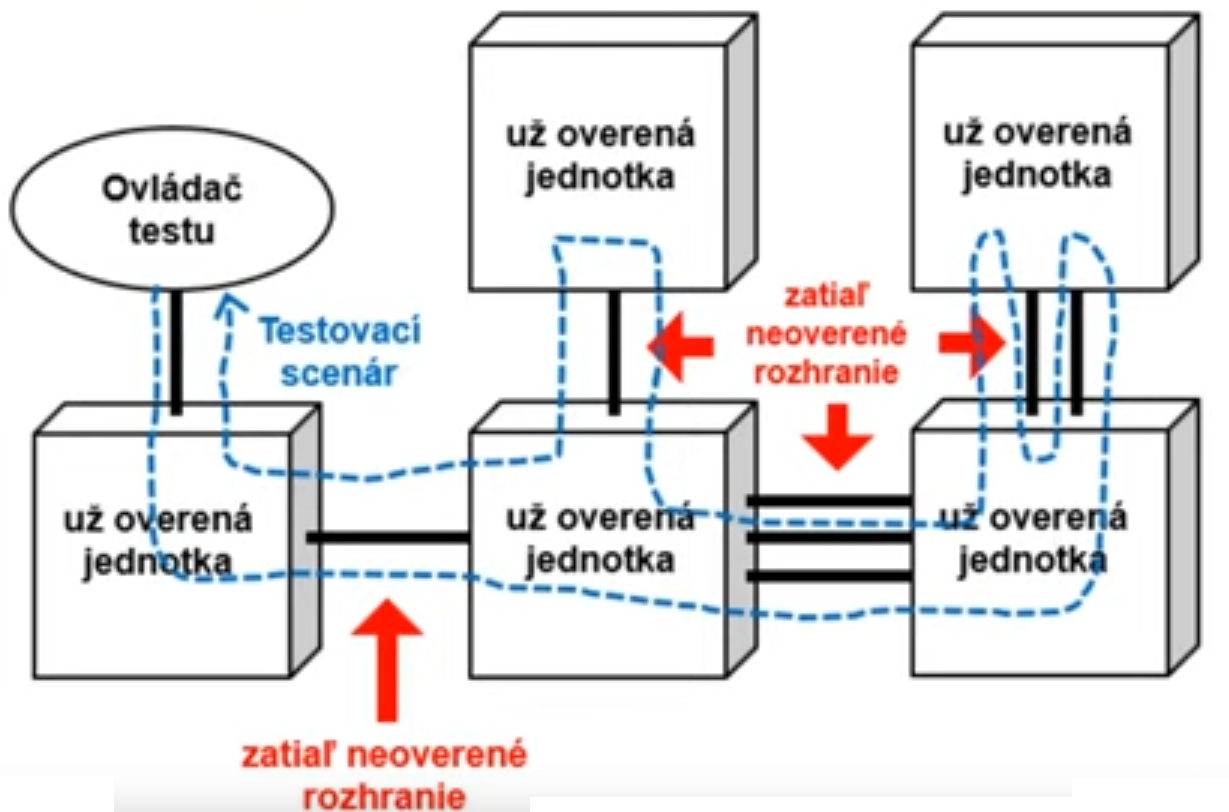 už overená
jednotka
už overená
jednotka
Ovládač
testu
Testovací
scenár
zatiaľ
neoverené
rozhranie
už overená
jednotka
už overená
jednotka
už overená
jednotka
zatiaľ neoverené
rozhranie